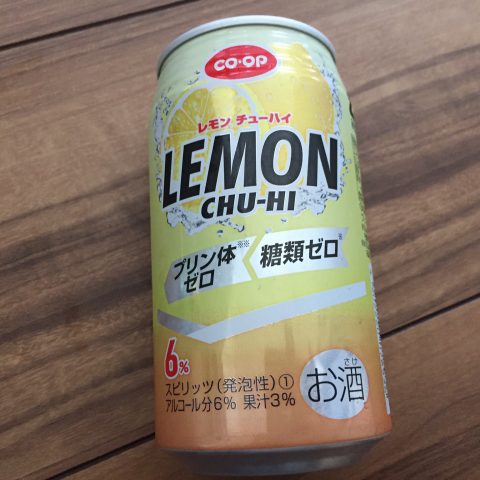 CO·OP
レモン チューハイ
LEMON
CHU-HI
プリン体※※
ゼロ
糖類ゼロ※
6%
スピリッツ(発泡性)①
アルコール分6% 果汁3%
さけ
お酒